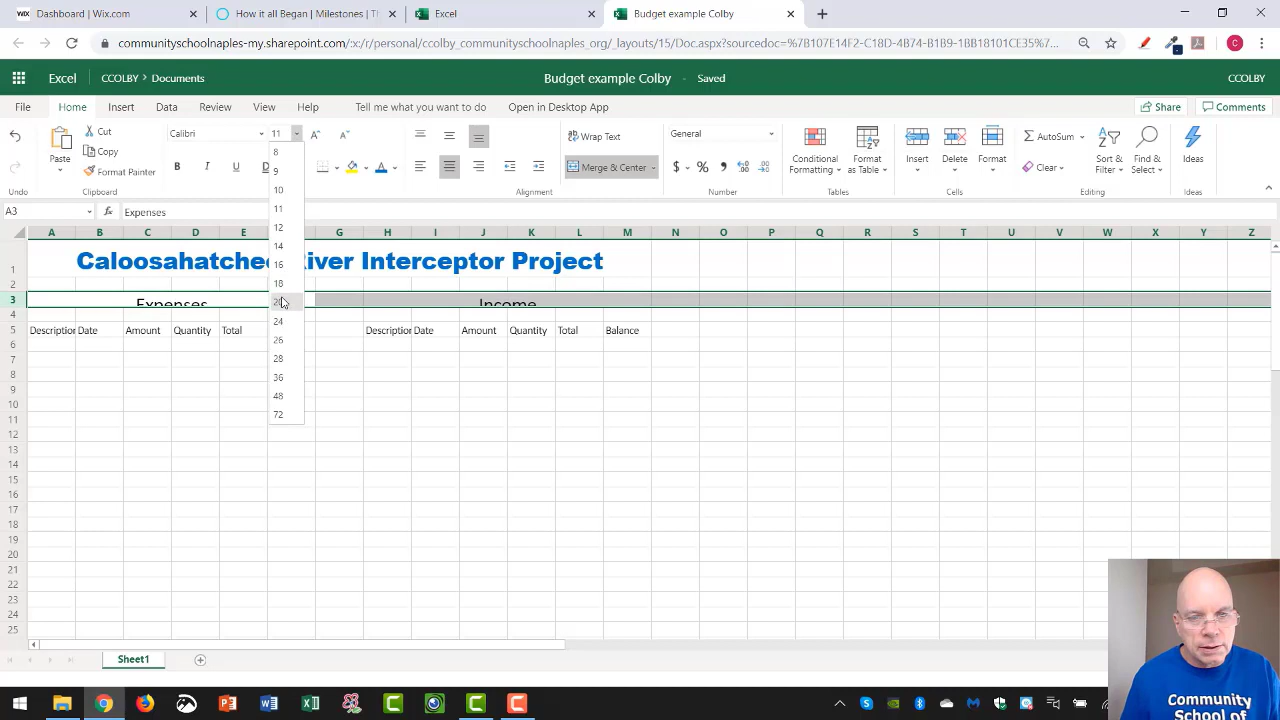 Dashboard | Wix.com
How it all Began | Milestones | Th
Excel
Budget example Colby
communityschoolnaples-my.sharepoint.com/:x:/r/personal/ccolby_communityschoolnaples_org/_layouts/15/Doc.aspx?sourcedoc=%7B107E14F2-C18D-4B74-B1B9-1BB18101CE35%7...
C
Excel
CCOLBY > Documents
Budget example Colby - Saved
CCOLBY
File Home Insert Data Review View Help Tell me what you want to do Open in Desktop App Share Comments
Cut
Copy
Format Painter
Paste
Calibri 11
B I U D
Wrap Text
Merge & Center
General
$ % 
Conditional Formatting
Format as Table
Insert Delete Format
AutoSum
Clear
Sort & Filter
Find & Select
Ideas
Undo Clipboard Alignment Number Tables Cells Editing Ideas
8
9
10
11
12
14
16
18
20
24
26
28
36
48
72
A3 fx Expenses
A B C D E G H I J K L M N O P Q R S T U V W X Y Z
1 Caloosahatchee River Interceptor Project
2
3 Expenses Income
4
5 Description Date Amount Quantity Total Description Date Amount Quantity Total Balance
6
7
8
9
10
11
12
13
14
15
16
17
18
19
20
21
22
23
24
25
Sheet1
Community
School of